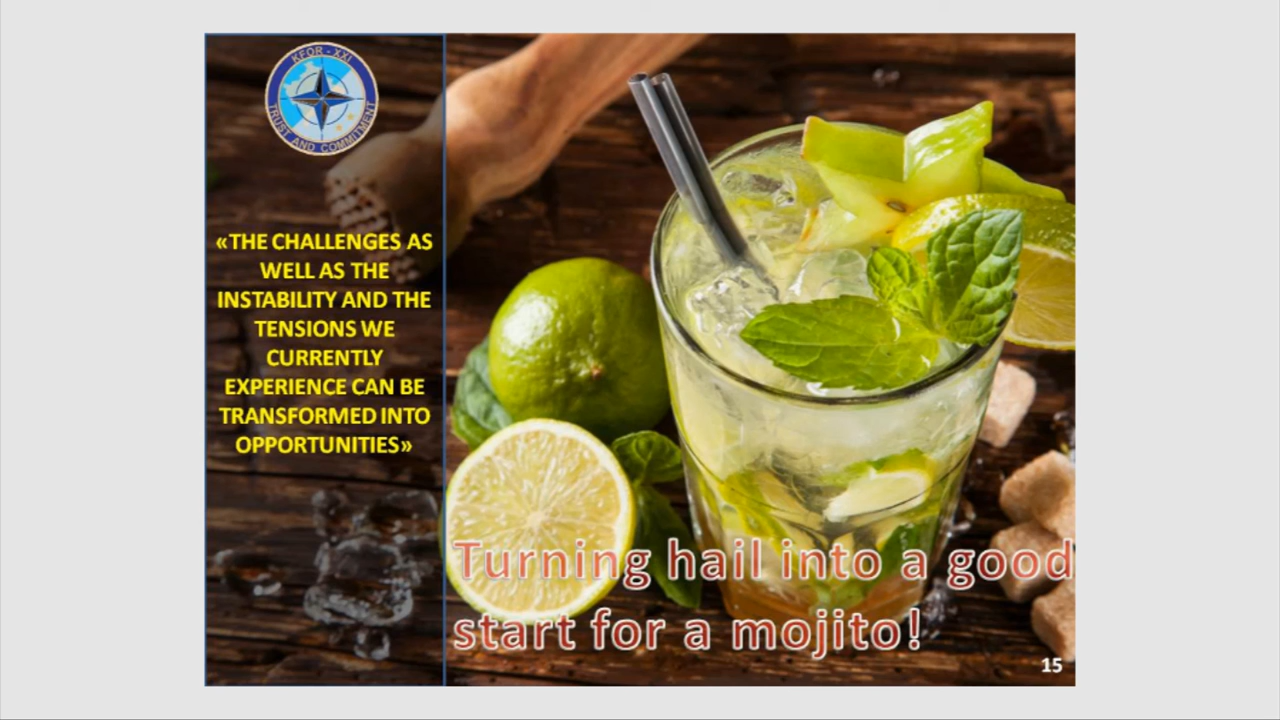 KFOR - XXI
TRUST AND COMMITMENT
«THE CHALLENGES AS
WELL AS THE
INSTABILITY AND THE
TENSIONS WE
CURRENTLY
EXPERIENCE CAN BE
TRANSFORMED INTO
OPPORTUNITIES»
Turning hail into a good
start for a mojito!
15